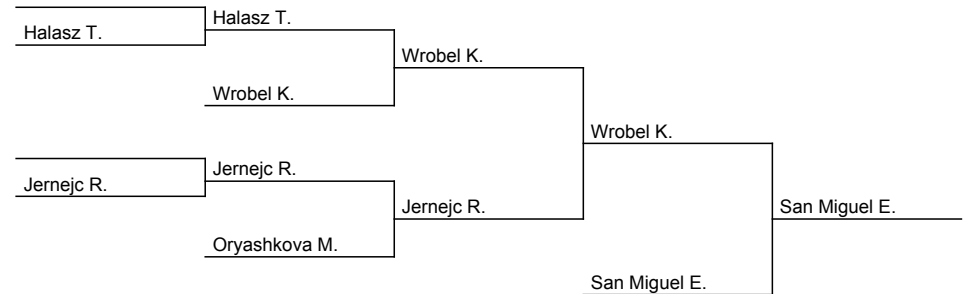 Halasz T.
Halasz T.
Wrobel K.
Wrobel K.
Wrobel K.
Jernejc R.
Jernejc R.
Jernejc R.
San Miguel E.
Oryashkova M.
San Miguel E.